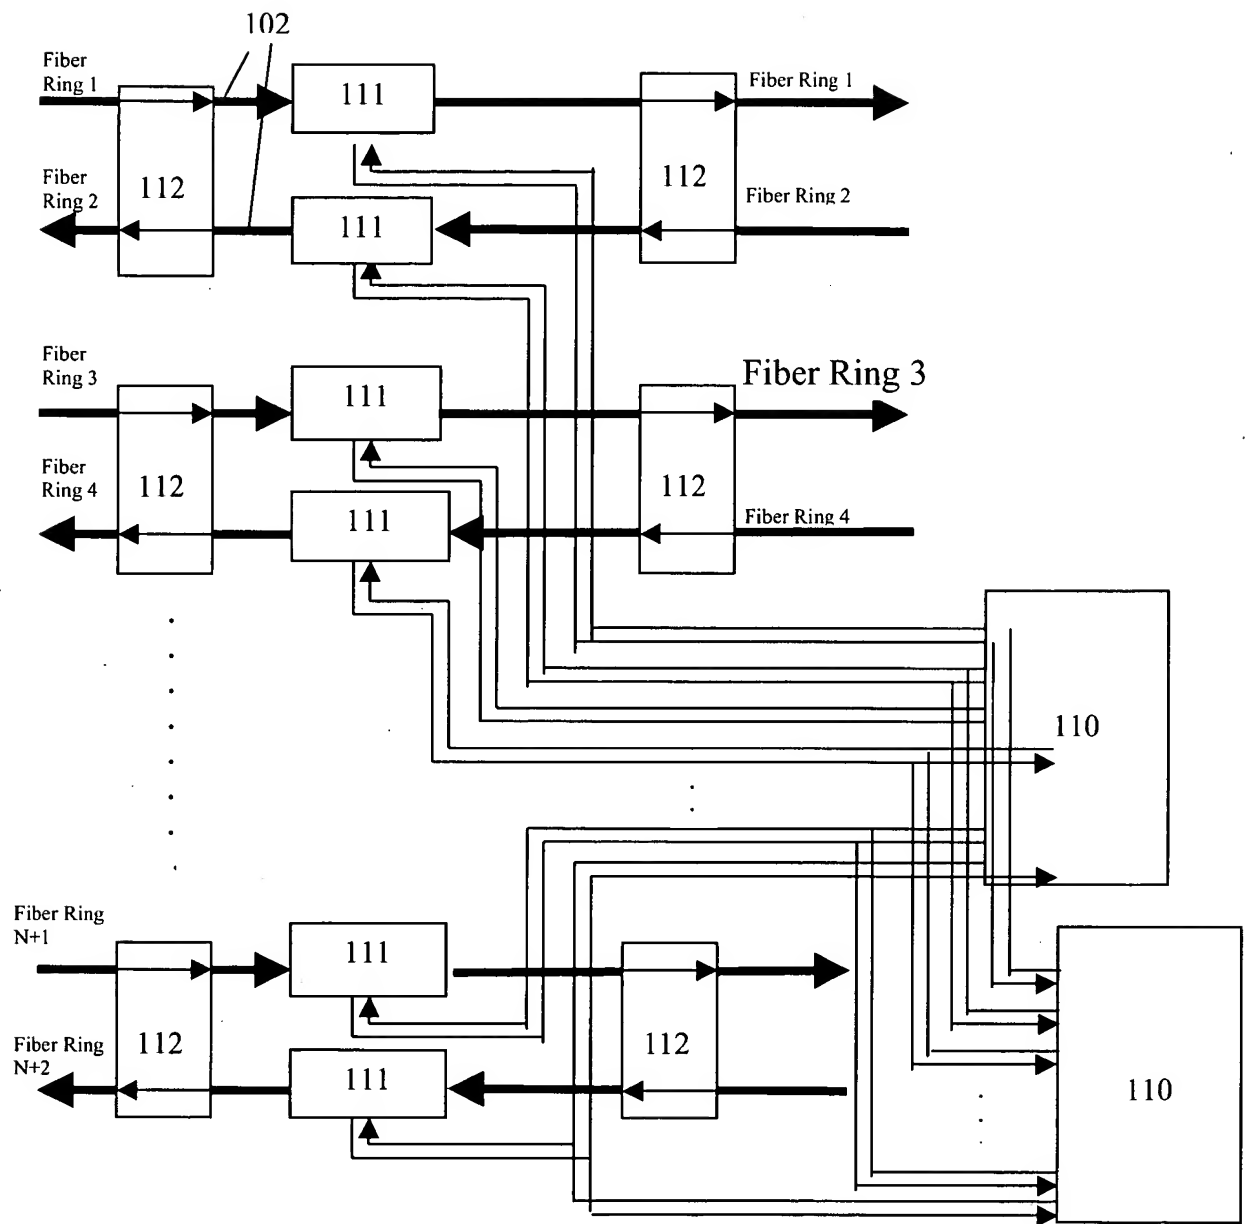 102
Fiber
Ring 1
111
Fiber Ring 1
Fiber
Ring 2
112
112
Fiber Ring 2
111
Fiber
Ring 3
111
Fiber Ring 3
Fiber
Ring 4
112
112
111
Fiber Ring 4
110
Fiber Ring
N+1
111
Fiber Ring
N+2
112
112
111
110